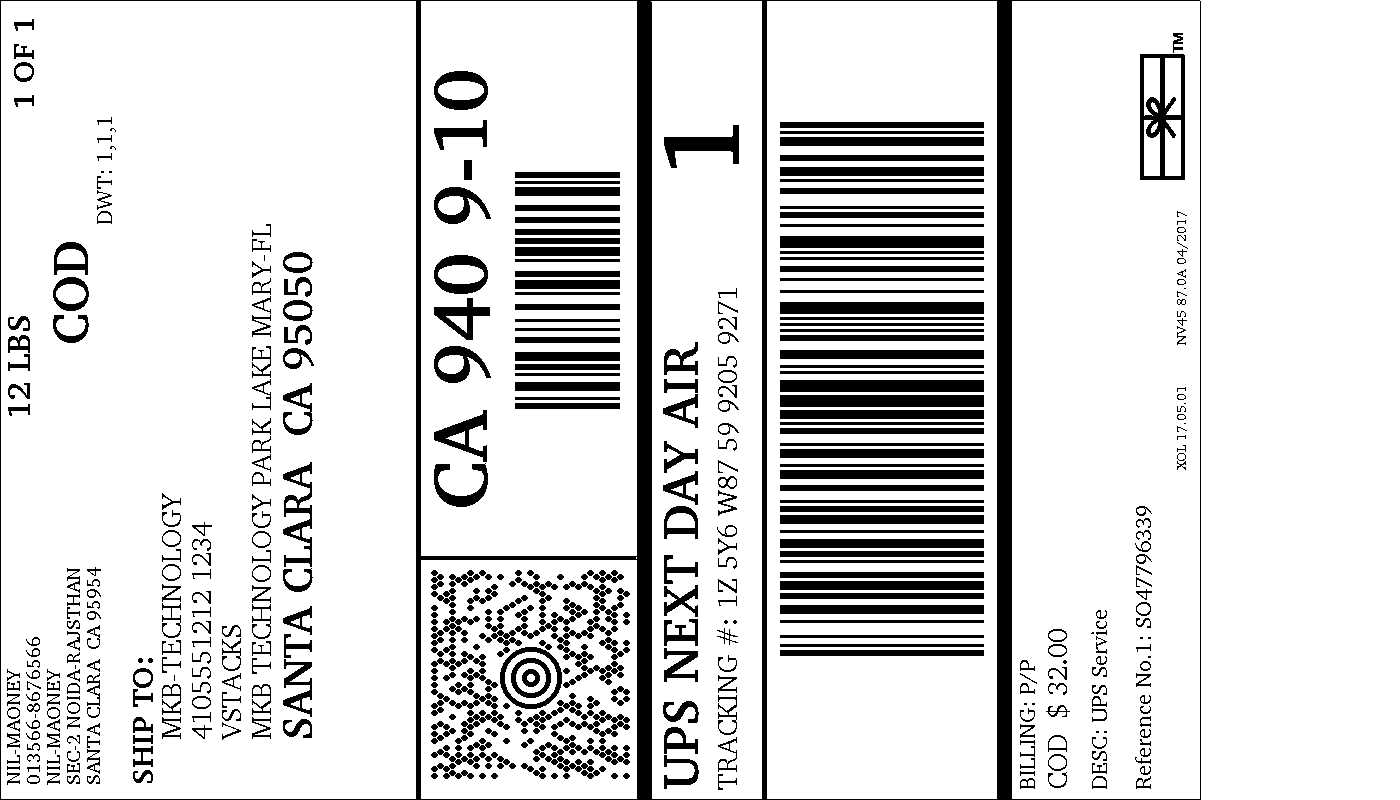 NIL-MAONEY
013566-8676566
NIL-MAONEY
SEC-2 NOIDA-RAJSTHAN
SANTA CLARA CA 95954
12 LBS
1 OF 1
COD
DWT: 1,1,1
SHIP TO:
MKB-TECHNOLOGY
4105551212 1234
VSTACKS
MKB TECHNOLOGY PARK LAKE MARY-FL
SANTA CLARA CA 95050
CA 940 9-10
UPS NEXT DAY AIR
1
TRACKING #: 1Z 5Y6 W87 59 9205 9271
BILLING: P/P
COD $ 32.00
DESC: UPS Service
Reference No.1: SO47796339
XOL 17.05.01
NV45 87.0A 04/2017
TM